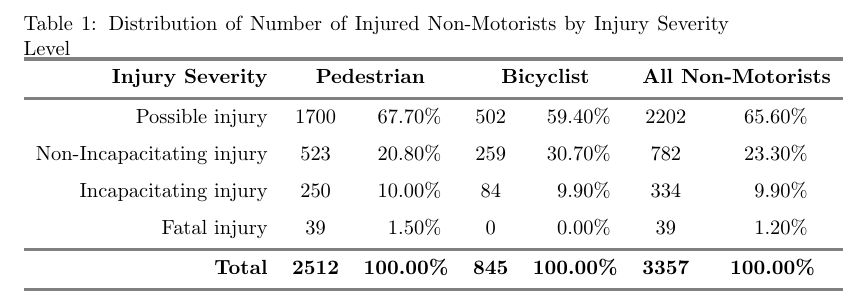 Table 1: Distribution of Number of Injured Non-Motorists by Injury Severity
Level
Injury Severity Pedestrian Bicyclist All Non-Motorists
Possible injury 1700 67.70% 502 59.40% 2202 65.60%
Non-Incapacitating injury 523 20.80% 259 30.70% 782 23.30%
Incapacitating injury 250 10.00% 84 9.90% 334 9.90%
Fatal injury 39 1.50% 0 0.00% 39 1.20%
Total 2512 100.00% 845 100.00% 3357 100.00%